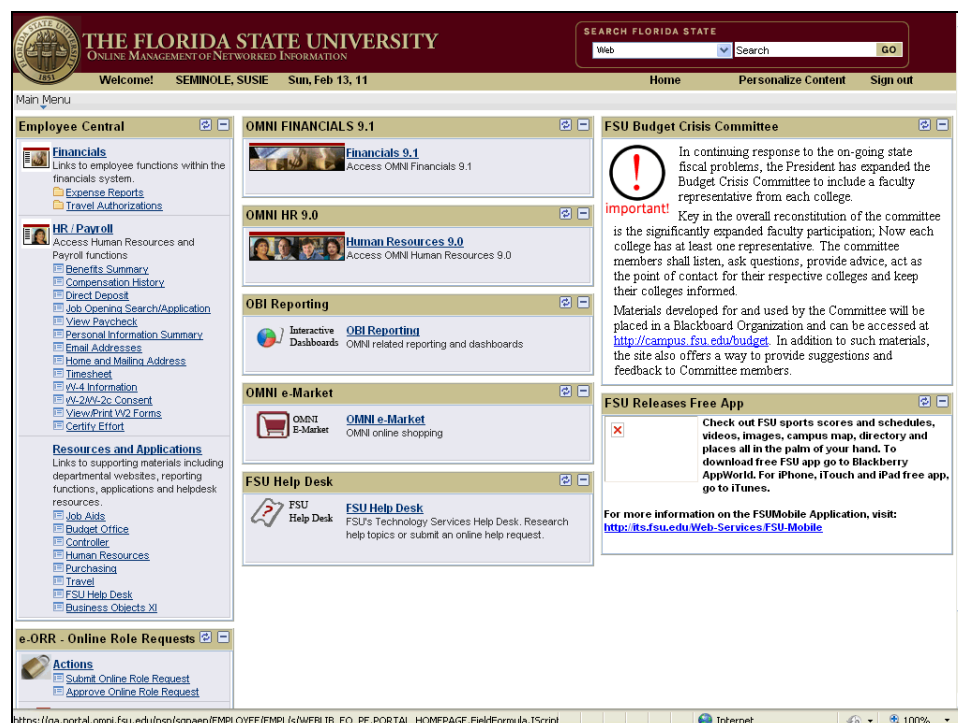 THE FLORIDA STATE UNIVERSITY
ONLINE MANAGEMENT OF NETWORKED INFORMATION
1851
SEARCH FLORIDA STATE
Web
Search
GO
Welcome! SEMINOLE, SUSIE Sun, Feb 13, 11
Home Personalize Content Sign out
Main Menu
Employee Central
Financials
Links to employee functions within the
financials system.
Expense Reports
Travel Authorizations
HR / Payroll
Access Human Resources and
Payroll functions
Benefits Summary
Compensation History
Direct Deposit
Job Opening Search/Application
View Paycheck
Personal Information Summary
Email Addresses
Home and Mailing Address
Timesheet
W-4 Information
W-2/W-2c Consent
View/Print W2 Forms
Certify Effort
Resources and Applications
Links to supporting materials including
departmental websites, reporting
functions, applications and helpdesk
resources.
Job Aids
Budget Office
Controller
Human Resources
Purchasing
Travel
FSU Help Desk
Business Objects XI
e-ORR - Online Role Requests
Actions
Submit Online Role Request
Approve Online Role Request
OMNI FINANCIALS 9.1
Financials 9.1
Access OMNI Financials 9.1
OMNI HR 9.0
Human Resources 9.0
Access OMNI Human Resources 9.0
OBI Reporting
Interactive
Dashboards
OBI Reporting
OMNI related reporting and dashboards
OMNI e-Market
OMNI
E-Market
OMNI e-Market
OMNI online shopping
FSU Help Desk
FSU
Help Desk
FSU Help Desk
FSU's Technology Services Help Desk. Research
help topics or submit an online help request.
FSU Budget Crisis Committee
important!
In continuing response to the on-going state
fiscal problems, the President has expanded the
Budget Crisis Committee to include a faculty
representative from each college.
Key in the overall reconstitution of the committee
is the significantly expanded faculty participation; Now each
college has at least one representative. The committee
members shall listen, ask questions, provide advice, act as
the point of contact for their respective colleges and keep
their colleges informed.
Materials developed for and used by the Committee will be
placed in a Blackboard Organization and can be accessed at
http://campus.fsu.edu/budget. In addition to such materials,
the site also offers a way to provide suggestions and
feedback to Committee members.
FSU Releases Free App
Check out FSU sports scores and schedules,
videos, images, campus map, directory and
places all in the palm of your hand. To
download free FSU app go to Blackberry
AppWorld. For iPhone, iTouch and iPad free app,
go to iTunes.
For more information on the FSUMobile Application, visit:
http://its.fsu.edu/Web-Services/FSU-Mobile
https://qa.portal.omni.fsu.edu/psp/sqnaep/EMPLOYEE/EMPL/s/WEBLIB_EO_PE.PORTAL_HOMEPAGE.FieldFormula.IScript
Internet
100%